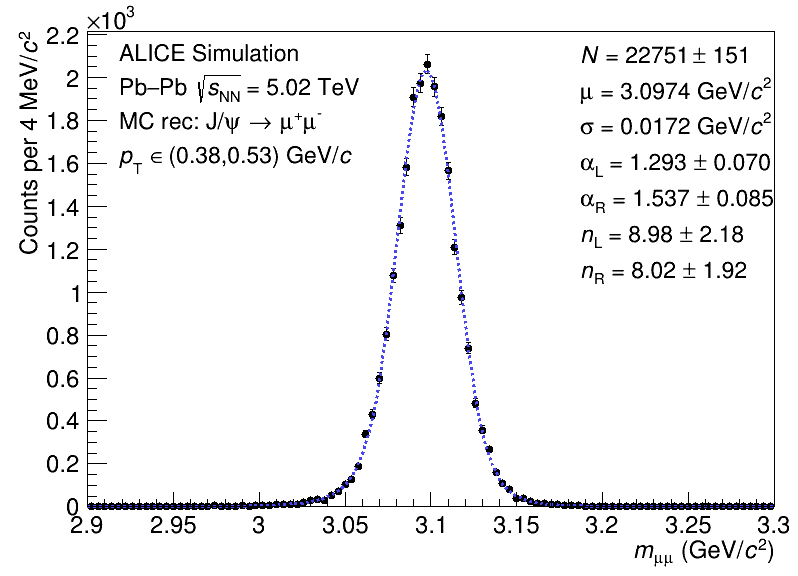 ×10³
Counts per 4 MeV/c²
2.2
2
1.8
1.6
1.4
1.2
1
0.8
0.6
0.4
0.2
0
ALICE Simulation
Pb–Pb √s_NN = 5.02 TeV
MC rec: J/ψ → μ⁺μ⁻
p_T ∈ (0.38,0.53) GeV/c
N = 22751 ± 151
μ = 3.0974 GeV/c²
σ = 0.0172 GeV/c²
α_L = 1.293 ± 0.070
α_R = 1.537 ± 0.085
n_L = 8.98 ± 2.18
n_R = 8.02 ± 1.92
2.9 2.95 3 3.05 3.1 3.15 3.2 3.25 3.3
m_μμ (GeV/c²)